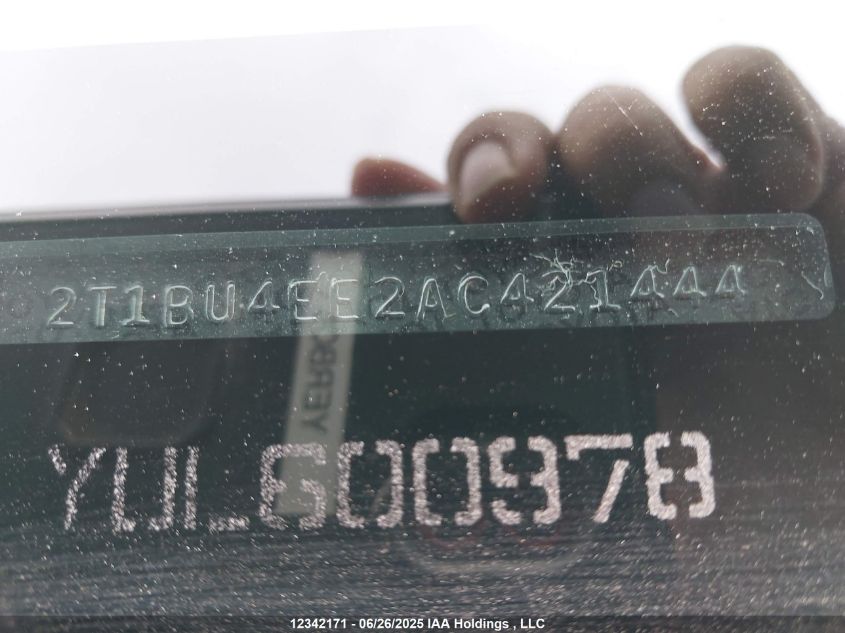 2T1BU4EE2AC421444
YUL600978
12342171 - 06/26/2025 IAA Holdings , LLC